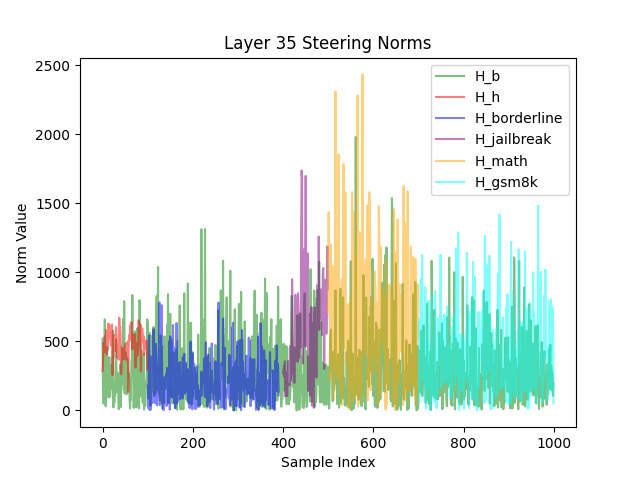 Layer 35 Steering Norms
2500
2000
1500
1000
500
0
Norm Value
H_b
H_h
H_borderline
H_jailbreak
H_math
H_gsm8k
0 200 400 600 800 1000
Sample Index